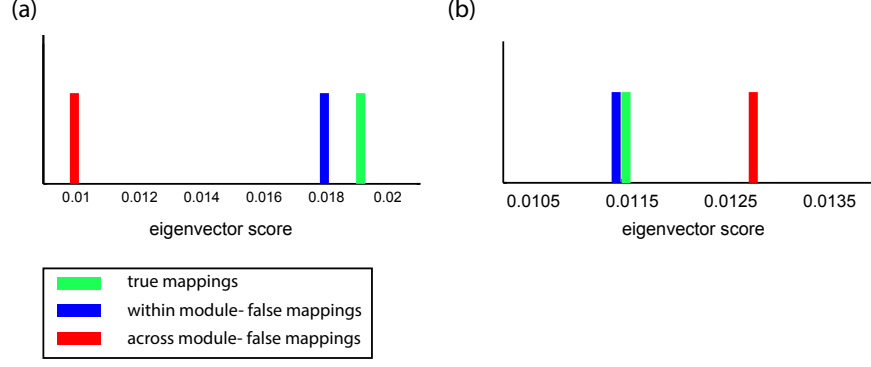 (a)
0.01 0.012 0.014 0.016 0.018 0.02
eigenvector score
(b)
0.0105 0.0115 0.0125 0.0135
eigenvector score
true mappings
within module- false mappings
across module- false mappings